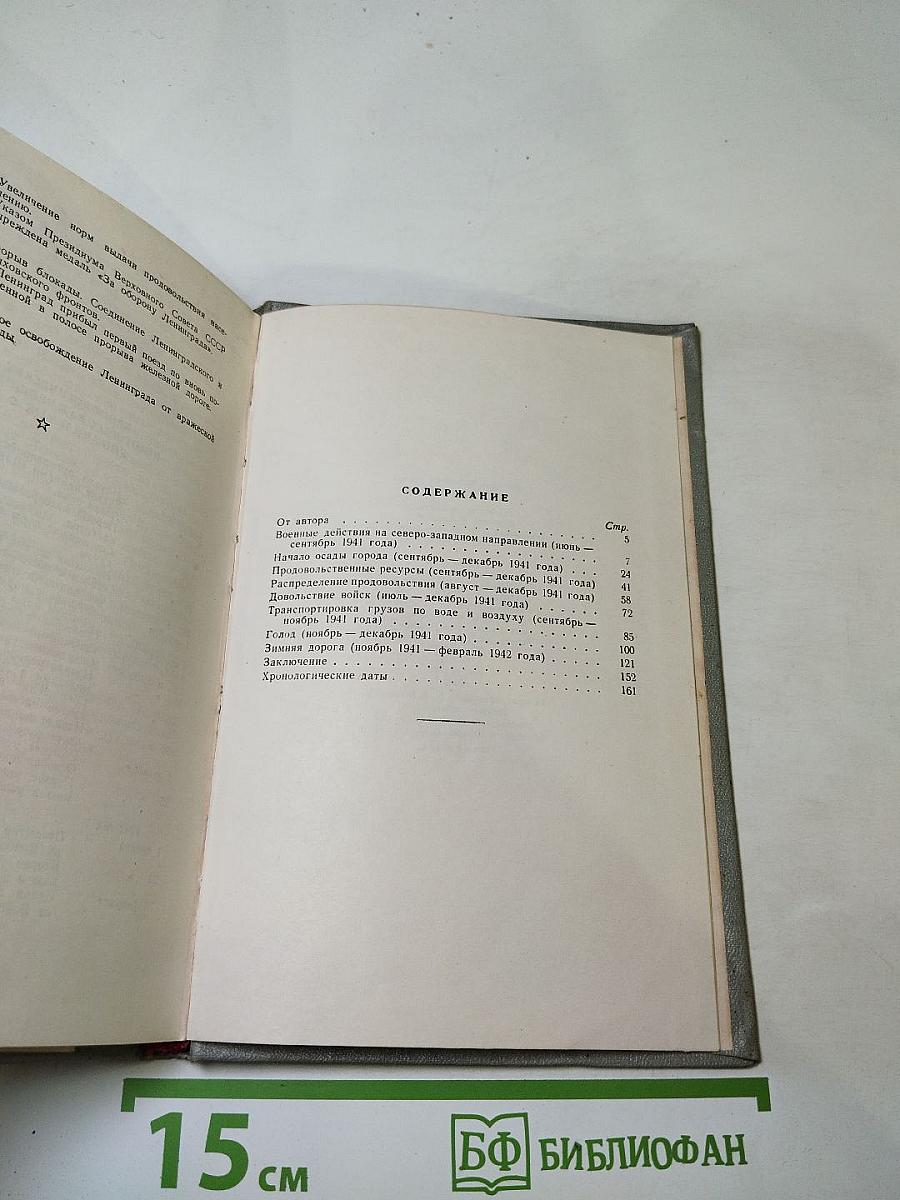 Увеличение норм выдачи продовольствия насе-
лению.
Указом Президиума Верховного Совета СССР
учреждена медаль «За оборону Ленинграда».
блокады. Соединение Ленинградского и
фронтов.
Ленинград прибыл первый поезд по вновь по-
в полосе прорыва железной дороге.
освобождение Ленинграда от вражеской
СОДЕРЖАНИЕ
Стр.
От автора . . . 5
Военные действия на северо-западном направлении (июнь —
сентябрь 1941 года) . . . 7
Начало осады города (сентябрь — декабрь 1941 года) . . . 24
Продовольственные ресурсы (сентябрь — декабрь 1941 года) 41
Распределение продовольствия (август — декабрь 1941 года) 58
Довольствие войск (июль — декабрь 1941 года) . . . 72
Транспортировка грузов по воде и воздуху (сентябрь —
ноябрь 1941 года) . . . 85
Голод (ноябрь — декабрь 1941 года) . . . 100
Зимняя дорога (ноябрь 1941 — февраль 1942 года) . . . 121
Заключение . . . 152
Хронологические даты . . . 161
15 см
БФ БИБЛИОФАН